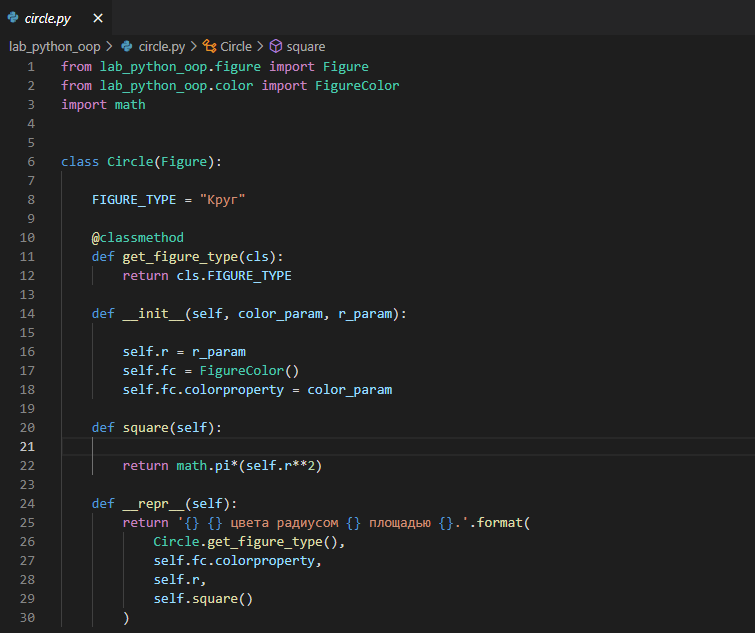 circle.py ×
lab_python_oop > circle.py > Circle > square
1 from lab_python_oop.figure import Figure
2 from lab_python_oop.color import FigureColor
3 import math
4
5
6 class Circle(Figure):
7
8     FIGURE_TYPE = "Круг"
9
10     @classmethod
11     def get_figure_type(cls):
12         return cls.FIGURE_TYPE
13
14     def __init__(self, color_param, r_param):
15
16         self.r = r_param
17         self.fc = FigureColor()
18         self.fc.colorproperty = color_param
19
20     def square(self):
21
22         return math.pi*(self.r**2)
23
24     def __repr__(self):
25         return '{} {} цвета радиусом {} площадью {}.'.format(
26             Circle.get_figure_type(),
27             self.fc.colorproperty,
28             self.r,
29             self.square()
30         )